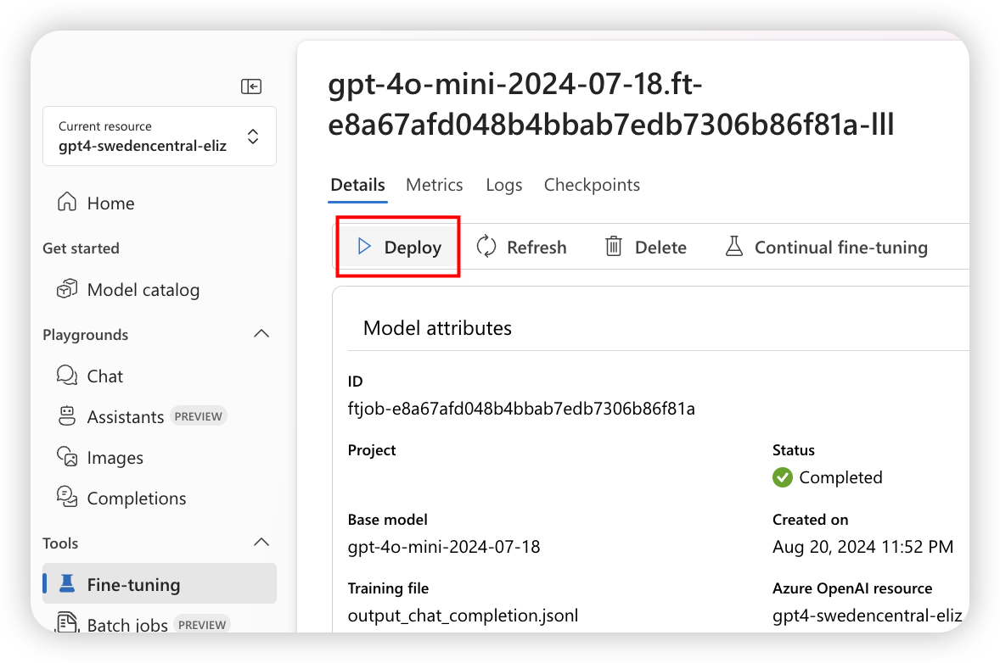 Current resource
gpt4-swedencentral-eliz
Home
Get started
Model catalog
Playgrounds
Chat
Assistants PREVIEW
Images
Completions
Tools
Fine-tuning
Batch jobs PREVIEW
gpt-4o-mini-2024-07-18.ft-
e8a67afd048b4bbab7edb7306b86f81a-lll
Details Metrics Logs Checkpoints
Deploy Refresh Delete Continual fine-tuning
Model attributes
ID
ftjob-e8a67afd048b4bbab7edb7306b86f81a
Project Status
Completed
Base model Created on
gpt-4o-mini-2024-07-18 Aug 20, 2024 11:52 PM
Training file Azure OpenAI resource
output_chat_completion.jsonl gpt4-swedencentral-eliz